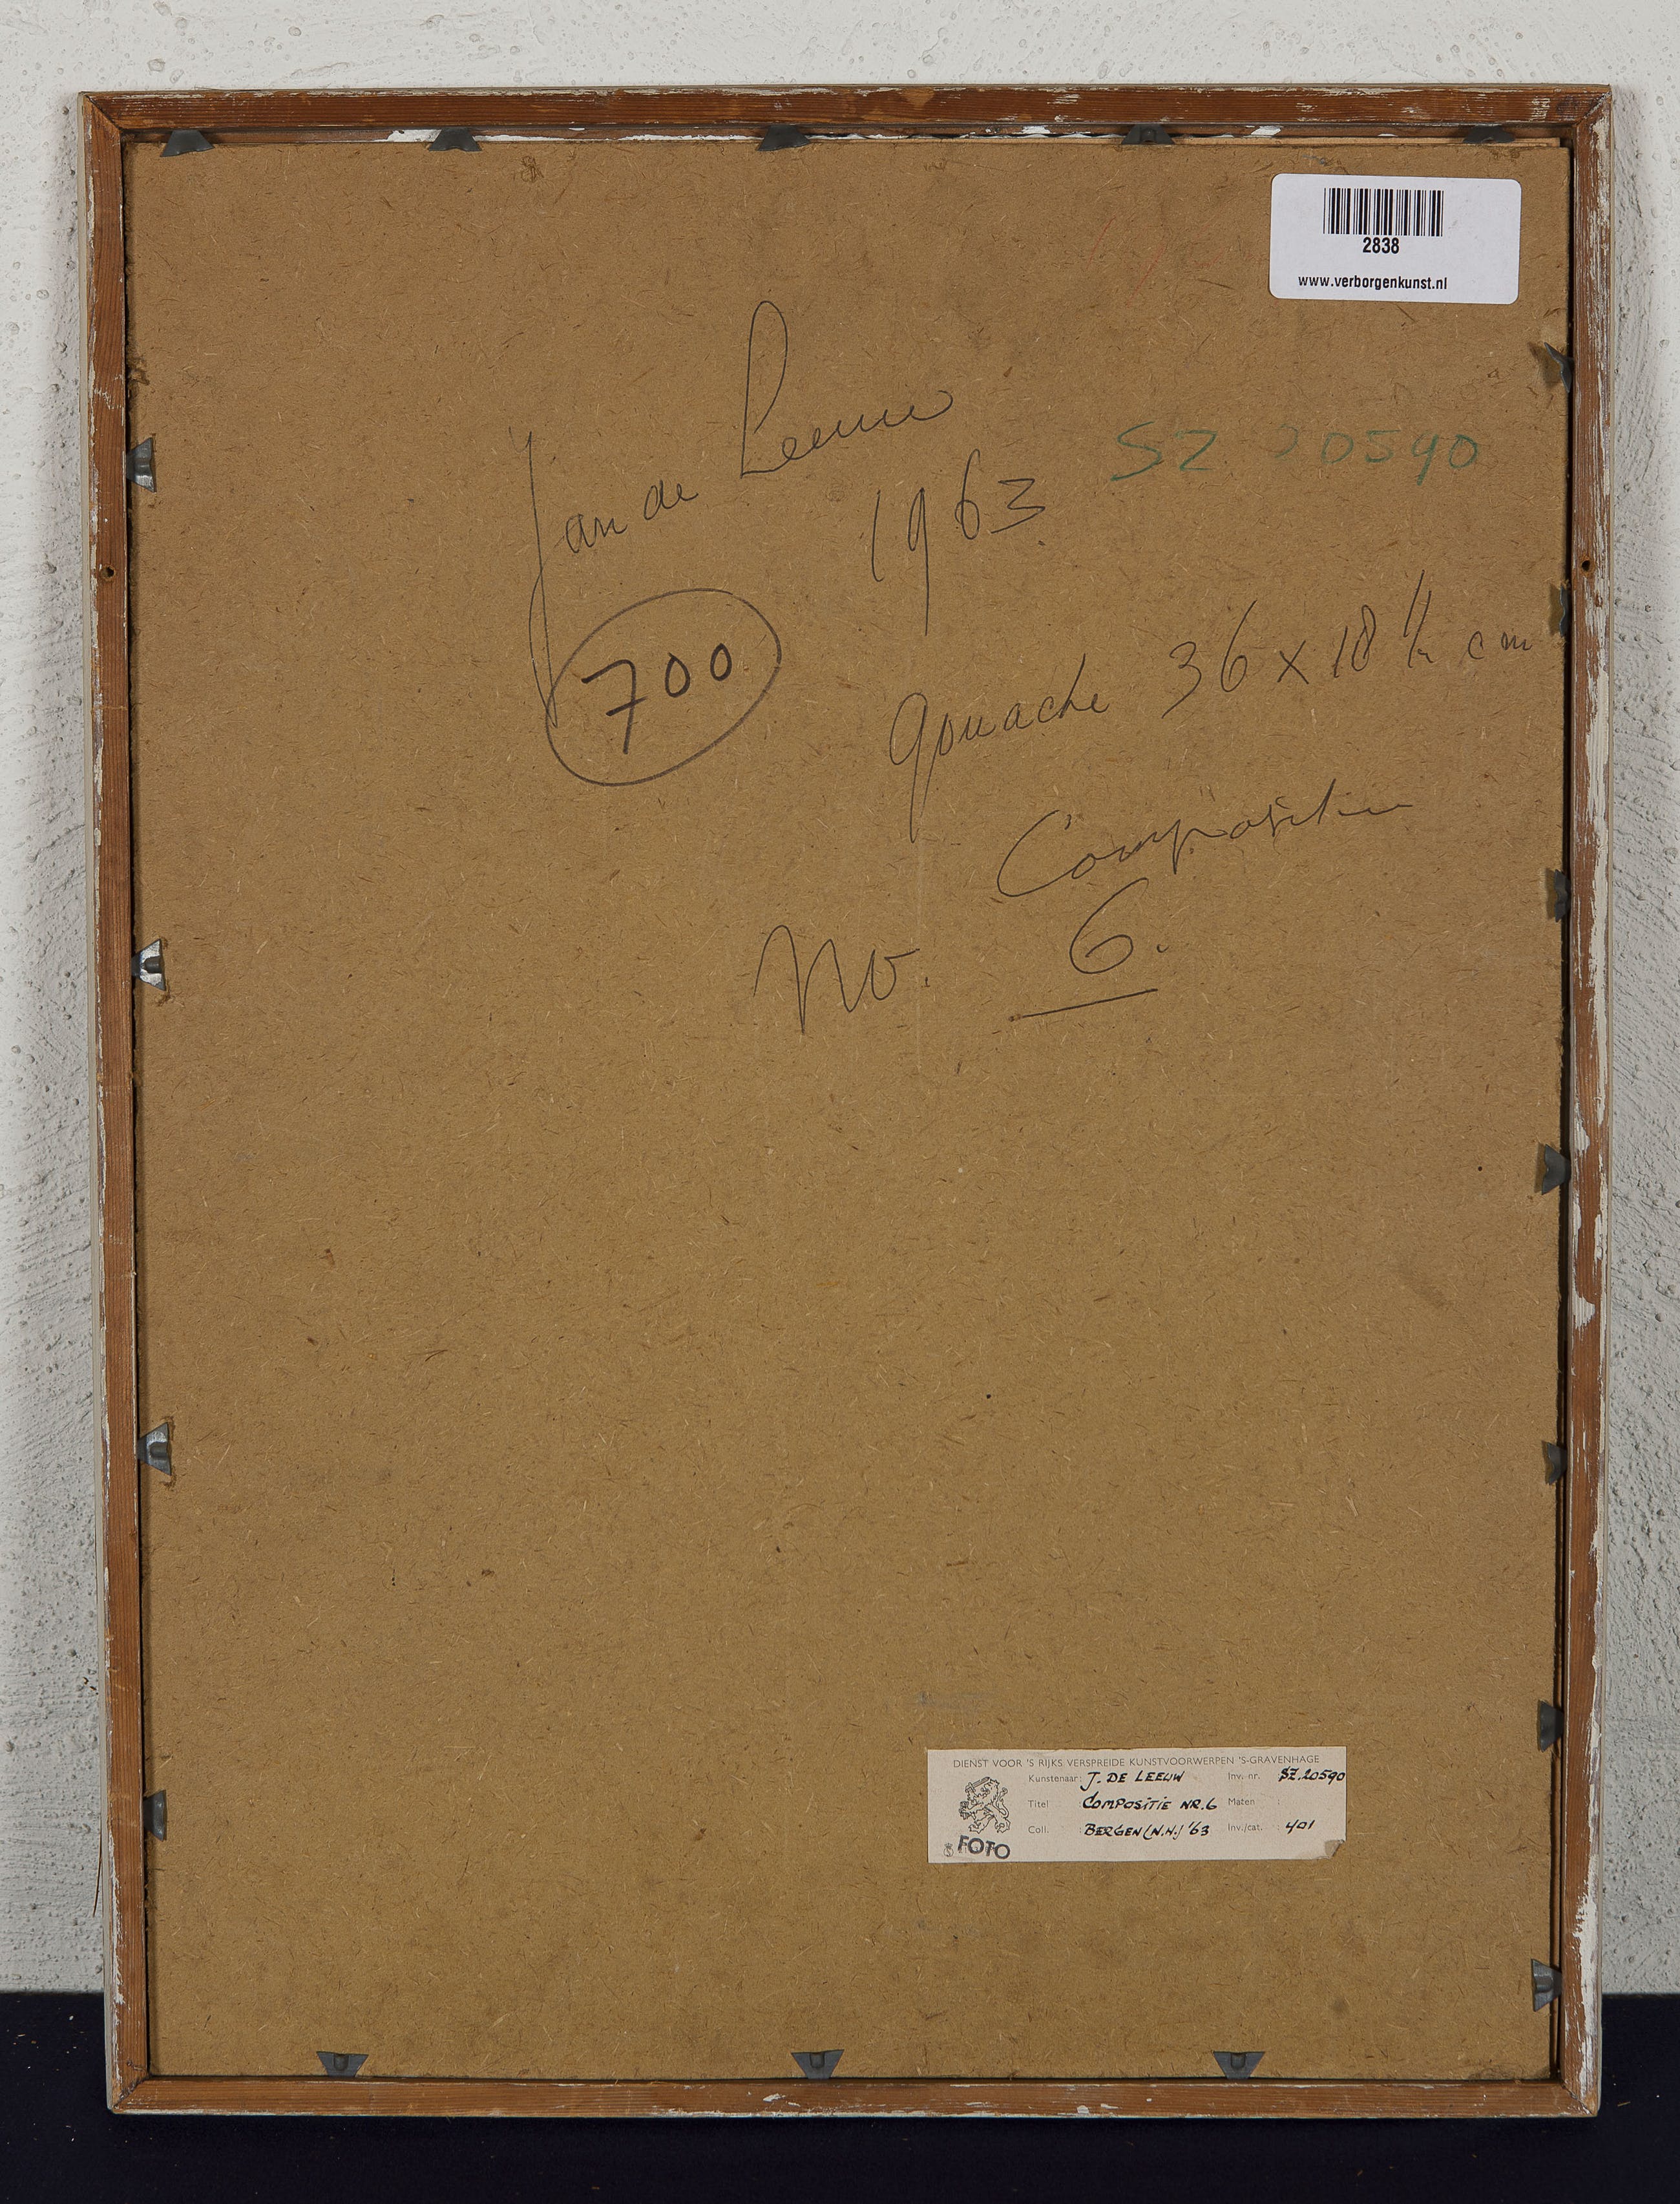 2838
www.verborgenkunst.nl
Jan de Leeuw
1963
SZ 20590
700
gouache 36 x 18 ½ cm
Compositie
No. 6.
DIENST VOOR 'S RIJKS VERSPREIDE KUNSTVOORWERPEN 'S-GRAVENHAGE
Kunstenaar: J. DE LEEUW Inv. nr. SZ.20590
Titel COMPOSITIE NR.6 Maten :
Coll. : BERGEN (N.H.) '63 Inv./cat. : 401
FOTO